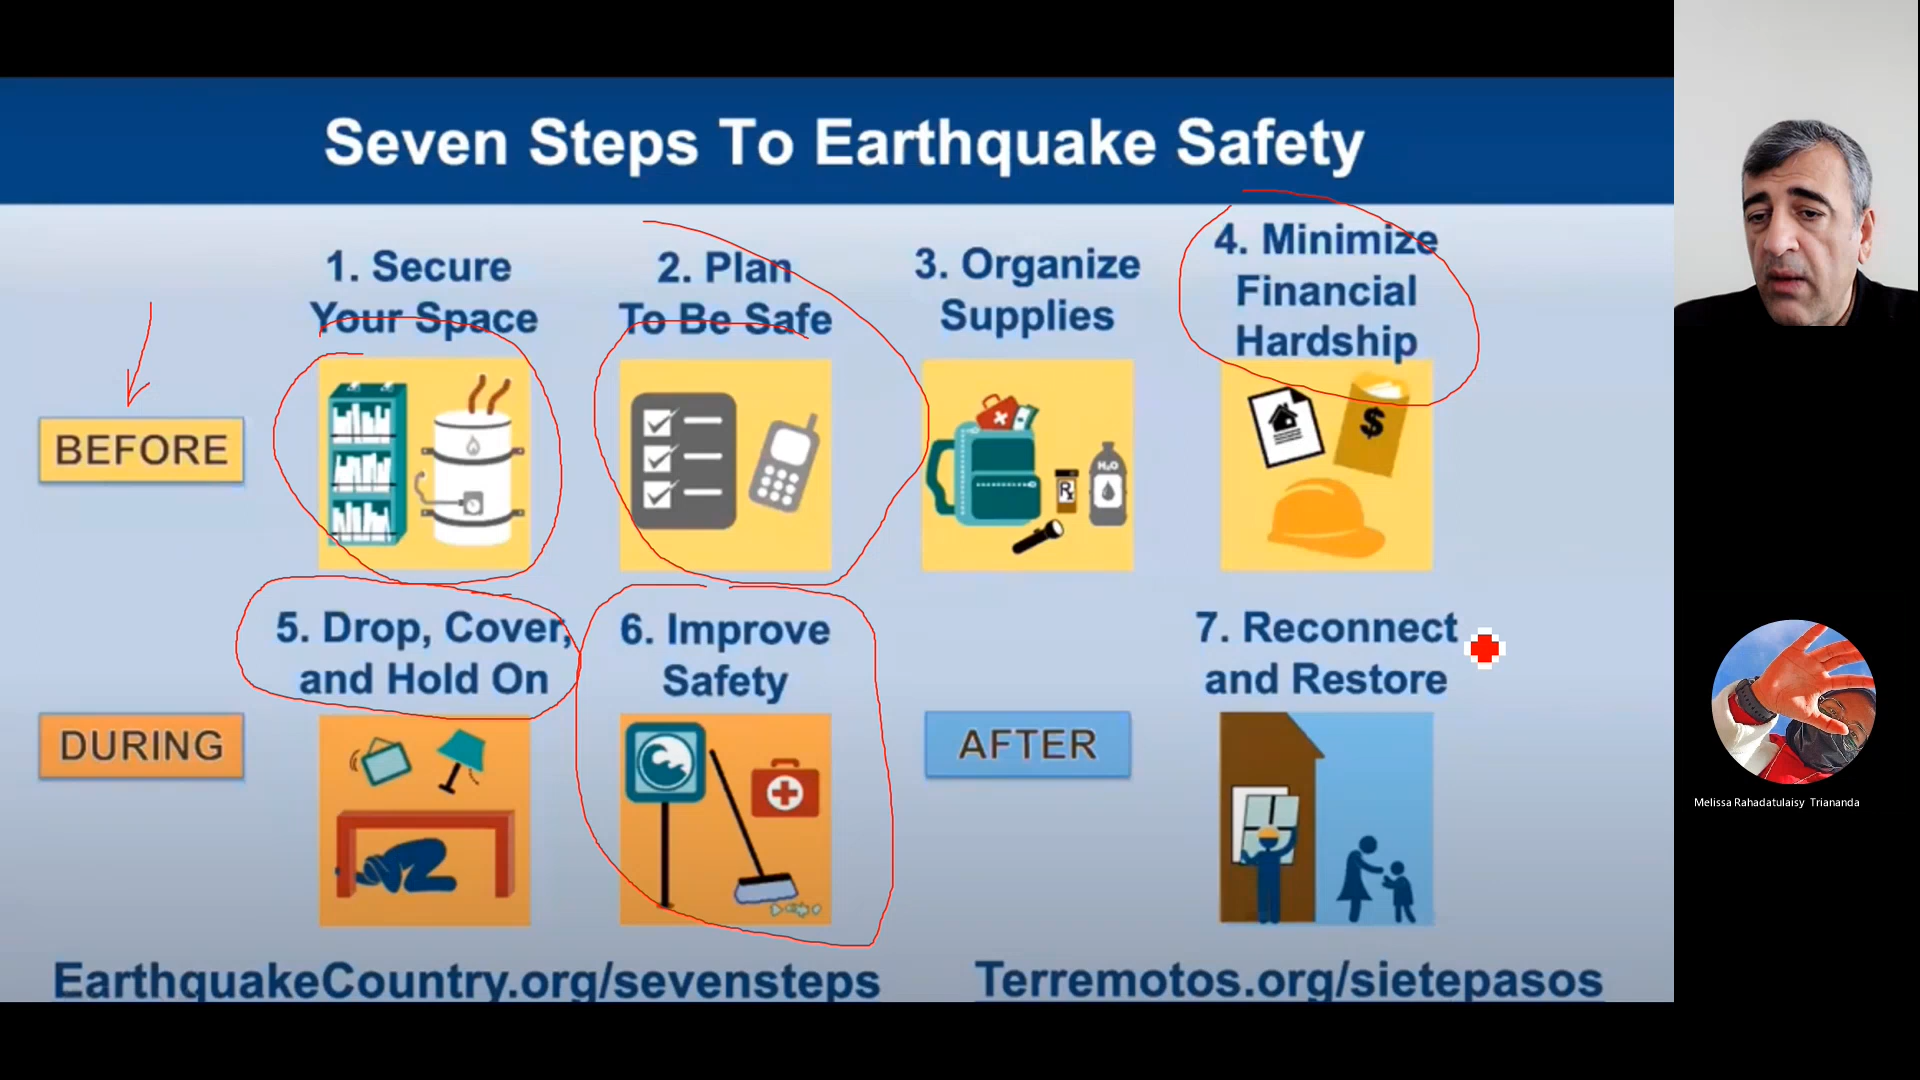 Seven Steps To Earthquake Safety
1. Secure
Your Space
2. Plan
To Be Safe
3. Organize
Supplies
4. Minimize
Financial
Hardship
BEFORE
Rx
H₂O
$
5. Drop, Cover,
and Hold On
6. Improve
Safety
7. Reconnect
and Restore
DURING
AFTER
EarthquakeCountry.org/sevensteps
Terremotos.org/sietepasos
Melissa Rahadatulaisy Triananda